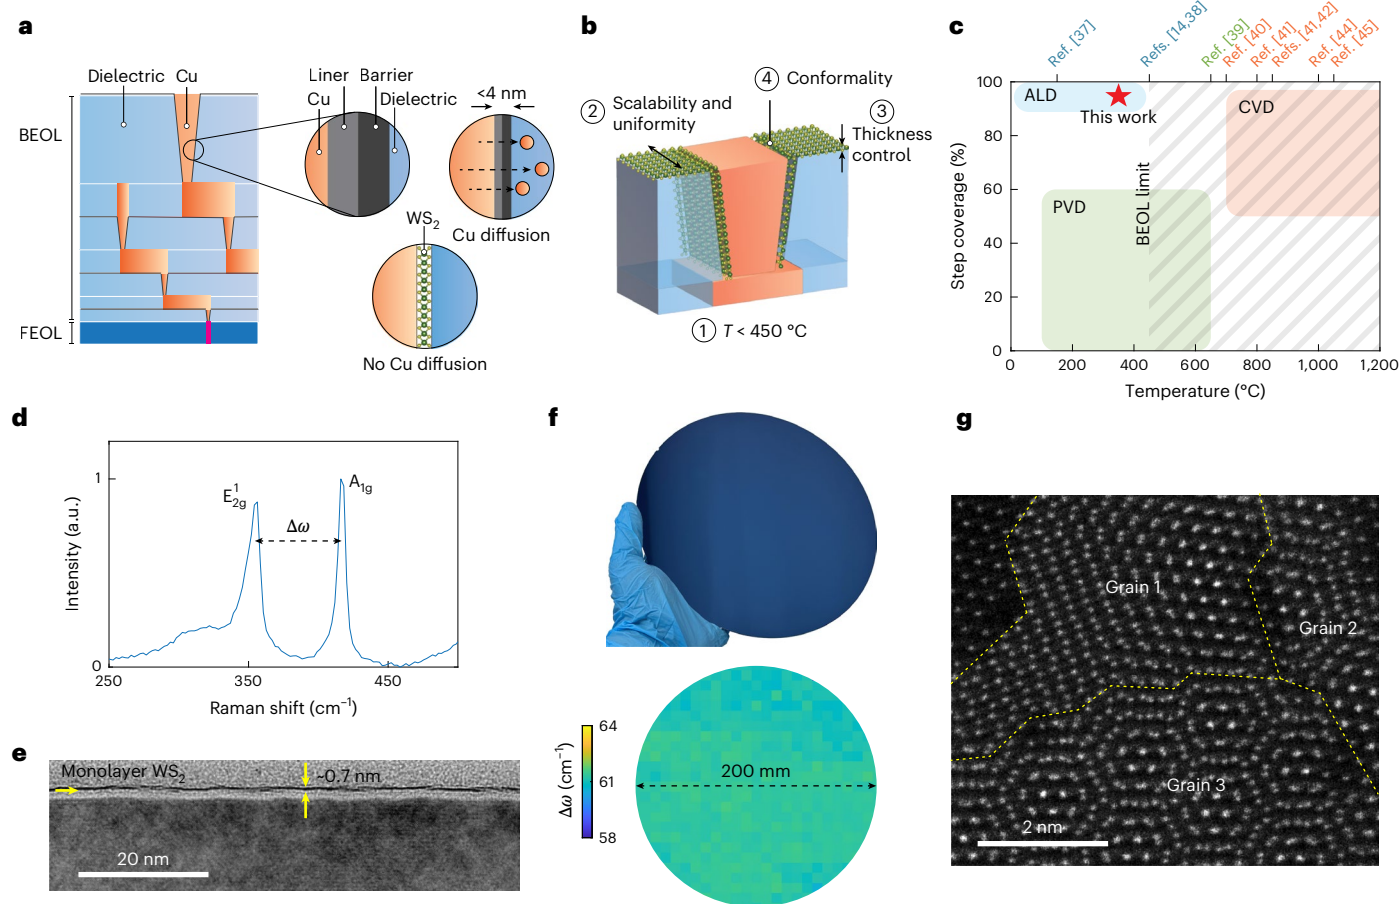 a
Dielectric Cu
BEOL
FEOL
Liner Barrier
Cu Dielectric
<4 nm
Cu diffusion
WS2
No Cu diffusion
b
4 Conformality
2 Scalability and
uniformity
3
Thickness
control
1 T < 450 °C
c
Ref. [37]
Refs. [14,38]
Ref. [39]
Ref. [40]
Ref. [41]
Refs. [41,42]
Ref. [44]
Ref. [45]
100
80
60
40
20
0
Step coverage (%)
ALD
This work
CVD
PVD
BEOL limit
0 200 400 600 800 1,000 1,200
Temperature (°C)
d
1
0
Intensity (a.u.)
E¹2g
A1g
Δω
250 350 450
Raman shift (cm⁻¹)
e
Monolayer WS2
~0.7 nm
20 nm
f
64
61
58
Δω (cm⁻¹)
200 mm
g
Grain 1
Grain 2
Grain 3
2 nm